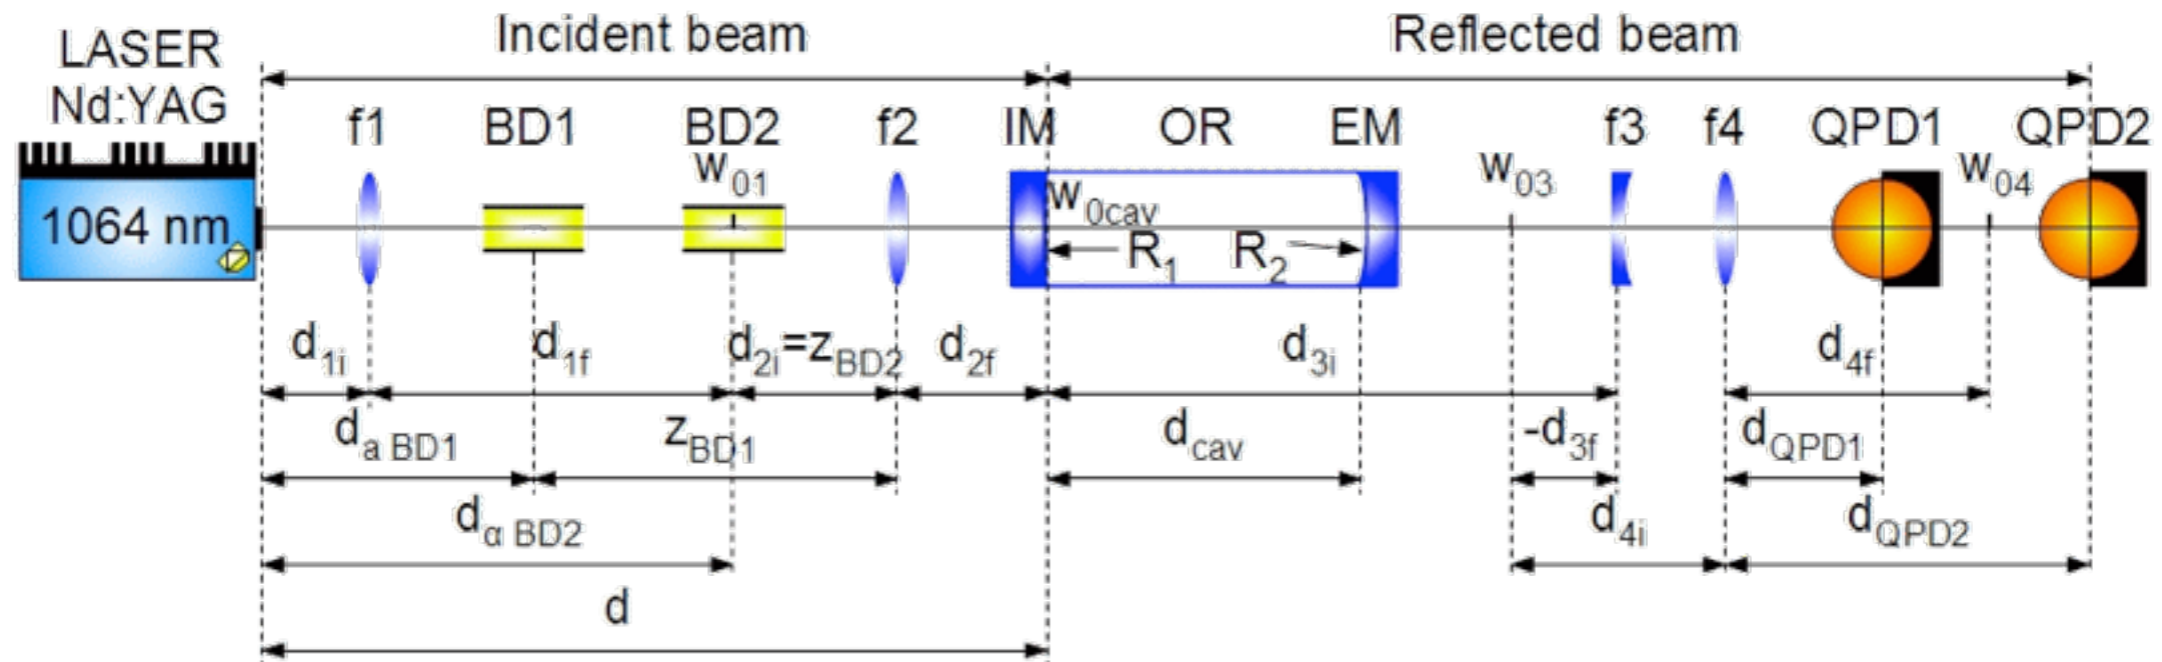 Incident beam
Reflected beam
LASER
Nd:YAG
f1
BD1
BD2
f2
IM
OR
EM
f3
f4
QPD1
QPD2
1064 nm
w01
w0cav
R1
R2
w03
w04
d1i
d1f
d2i=zBD2
d2f
d3i
d4f
da BD1
zBD1
dcav
-d3f
dQPD1
dα BD2
d4i
dQPD2
d